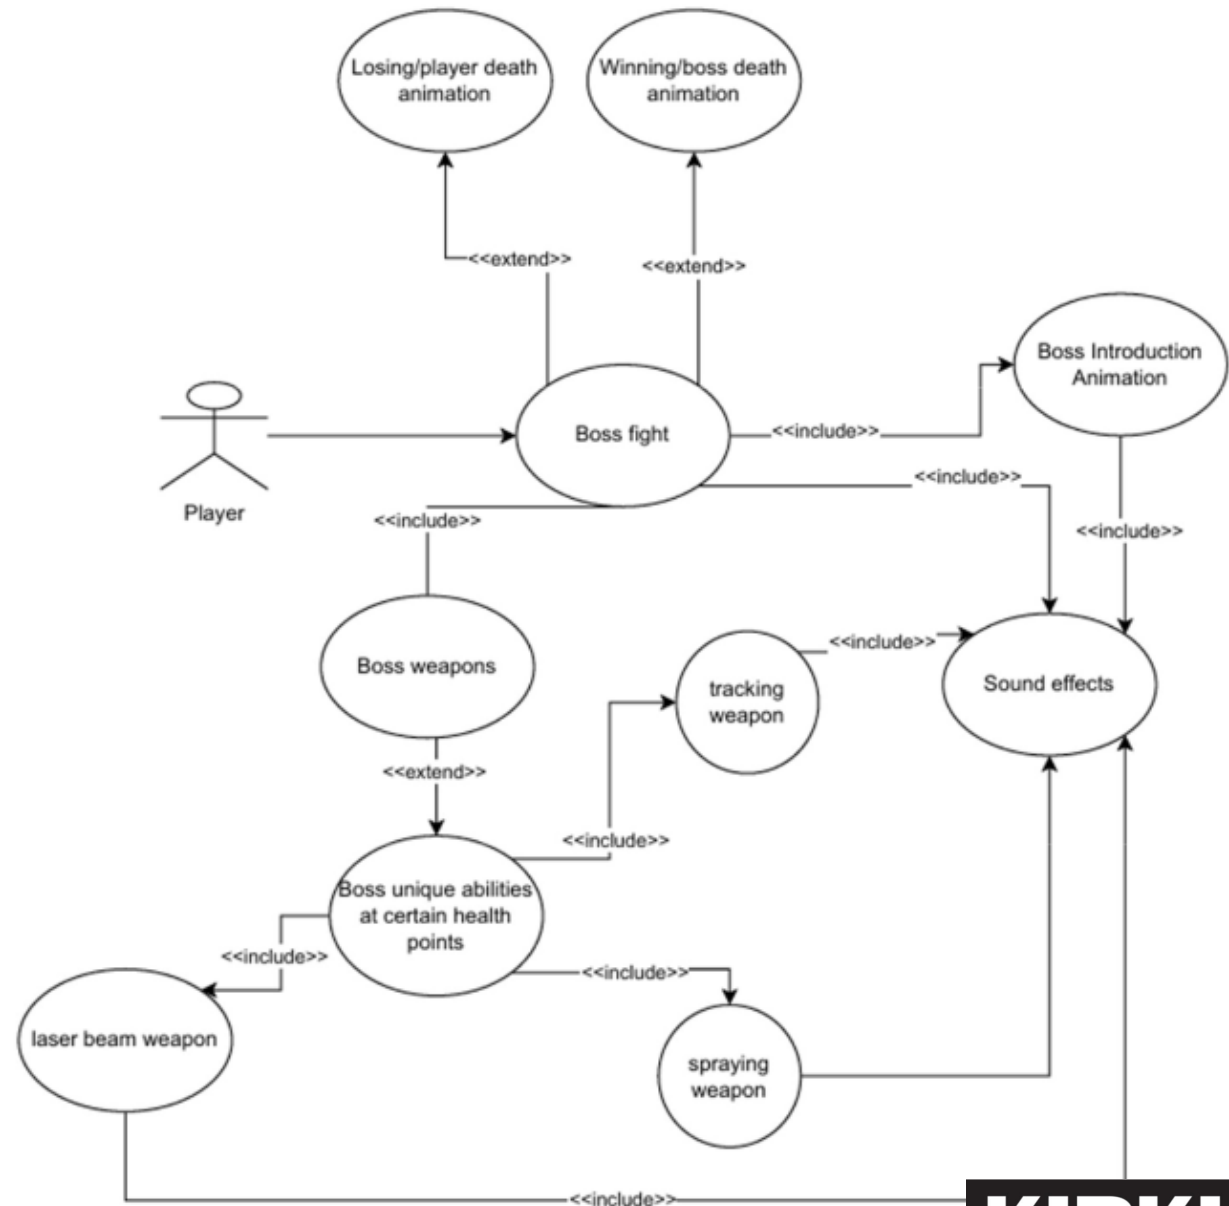 Losing/player death
animation
Winning/boss death
animation
<<extend>>
<<extend>>
Boss Introduction
Animation
Boss fight
<<include>>
<<include>>
Player
<<include>>
<<include>>
Boss weapons
tracking
weapon
<<include>>
Sound effects
<<extend>>
<<include>>
Boss unique abilities
at certain health
points
<<include>>
<<include>>
laser beam weapon
spraying
weapon
<<include>>